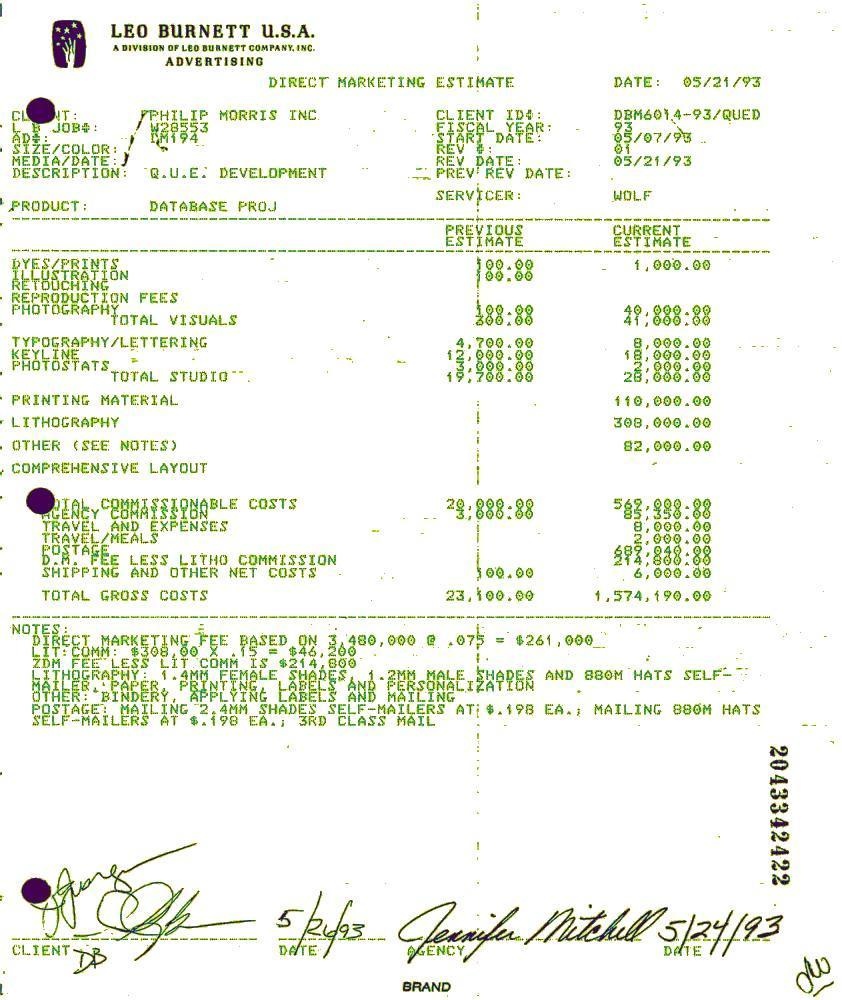 LEO BURNETT U.S.A.
A DIVISION OF LEO BURNETT COMPANY, INC.
ADVERTISING
DIRECT MARKETING ESTIMATE DATE: 05/21/93
CLIENT: PHILIP MORRIS INC CLIENT ID#: DBM6014-93/QUED
L B JOB#: W28553 FISCAL YEAR: 93
AD#: DM194 START DATE: 05/07/93
SIZE/COLOR: REV #: 01
MEDIA/DATE: REV DATE: 05/21/93
DESCRIPTION: Q.U.E. DEVELOPMENT PREV REV DATE:
SERVICER: WOLF
PRODUCT: DATABASE PROJ
PREVIOUS CURRENT
ESTIMATE ESTIMATE
DYES/PRINTS 100.00 1,000.00
ILLUSTRATION 100.00
RETOUCHING
REPRODUCTION FEES
PHOTOGRAPHY 100.00 40,000.00
TOTAL VISUALS 300.00 41,000.00
TYPOGRAPHY/LETTERING 4,700.00 8,000.00
KEYLINE 12,000.00 18,000.00
PHOTOSTATS 3,000.00 2,000.00
TOTAL STUDIO 19,700.00 28,000.00
PRINTING MATERIAL 110,000.00
LITHOGRAPHY 308,000.00
OTHER (SEE NOTES) 82,000.00
COMPREHENSIVE LAYOUT
TOTAL COMMISSIONABLE COSTS 20,000.00 569,000.00
AGENCY COMMISSION 3,000.00 85,350.00
TRAVEL AND EXPENSES 8,000.00
TRAVEL/MEALS 2,000.00
POSTAGE 689,040.00
D.M. FEE LESS LITHO COMMISSION 214,800.00
SHIPPING AND OTHER NET COSTS 100.00 6,000.00
TOTAL GROSS COSTS 23,100.00 1,574,190.00
NOTES:
DIRECT MARKETING FEE BASED ON 3,480,000 @ .075 = $261,000
LIT COMM: $308,00 X .15 = $46,200
ZDM FEE LESS LIT COMM IS $214,800
LITHOGRAPHY: 1.4MM FEMALE SHADES, 1.2MM MALE SHADES AND 880M HATS SELF-
MAILER. PAPER, PRINTING, LABELS AND PERSONALIZATION
OTHER: BINDERY, APPLYING LABELS AND MAILING
POSTAGE: MAILING 2.4MM SHADES SELF-MAILERS AT $.198 EA.; MAILING 880M HATS
SELF-MAILERS AT $.198 EA.; 3RD CLASS MAIL
2043342422
5/26/93 Jennifer Mitchell 5/24/93
CLIENT DB DATE AGENCY DATE
BRAND